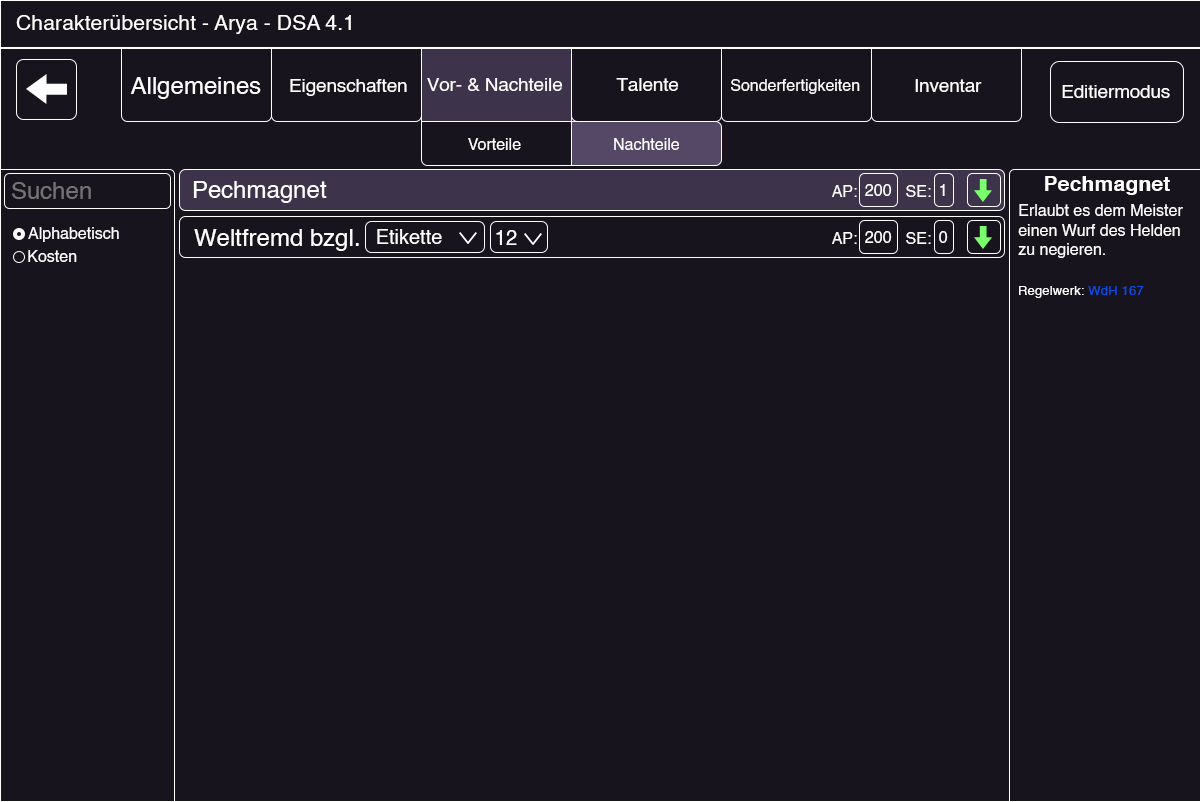 Charakterübersicht - Arya - DSA 4.1
Allgemeines
Eigenschaften
Vor- & Nachteile
Talente
Sonderfertigkeiten
Inventar
Editiermodus
Vorteile
Nachteile
Suchen
Alphabetisch
Kosten
Pechmagnet AP: 200 SE: 1
Weltfremd bzgl. Etikette 12 AP: 200 SE: 0
Pechmagnet
Erlaubt es dem Meister
einen Wurf des Helden
zu negieren.
Regelwerk: WdH 167